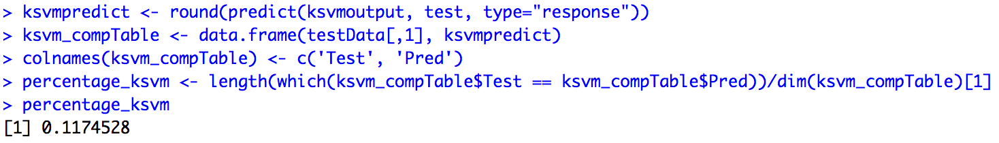 > ksvmpredict <- round(predict(ksvmoutput, test, type="response"))
> ksvm_compTable <- data.frame(testData[,1], ksvmpredict)
> colnames(ksvm_compTable) <- c('Test', 'Pred')
> percentage_ksvm <- length(which(ksvm_compTable$Test == ksvm_compTable$Pred))/dim(ksvm_compTable)[1]
> percentage_ksvm
[1] 0.1174528